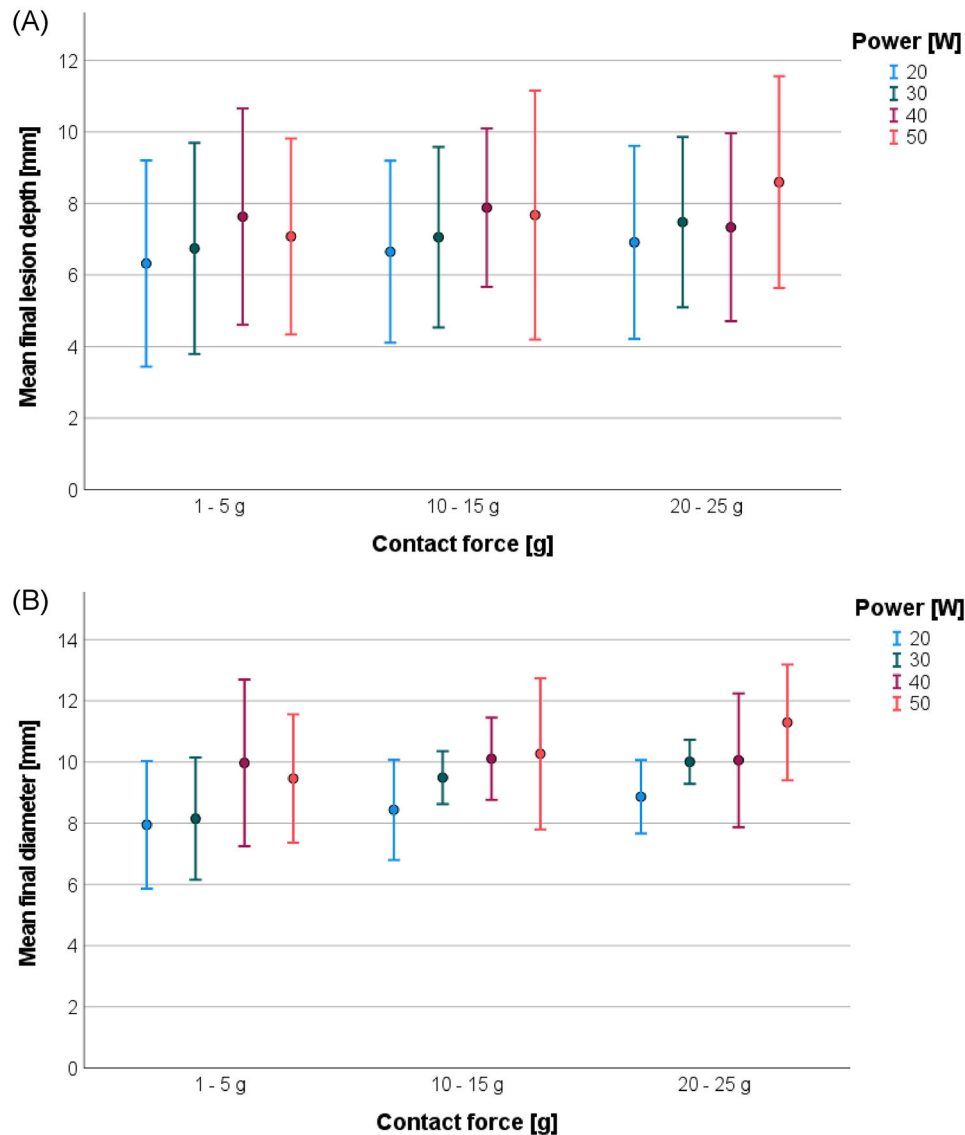 (A)
Power [W]
20
30
40
50
Mean final lesion depth [mm]
12
10
8
6
4
2
0
1 - 5 g
10 - 15 g
20 - 25 g
Contact force [g]
(B)
Power [W]
20
30
40
50
Mean final diameter [mm]
14
12
10
8
6
4
2
0
1 - 5 g
10 - 15 g
20 - 25 g
Contact force [g]